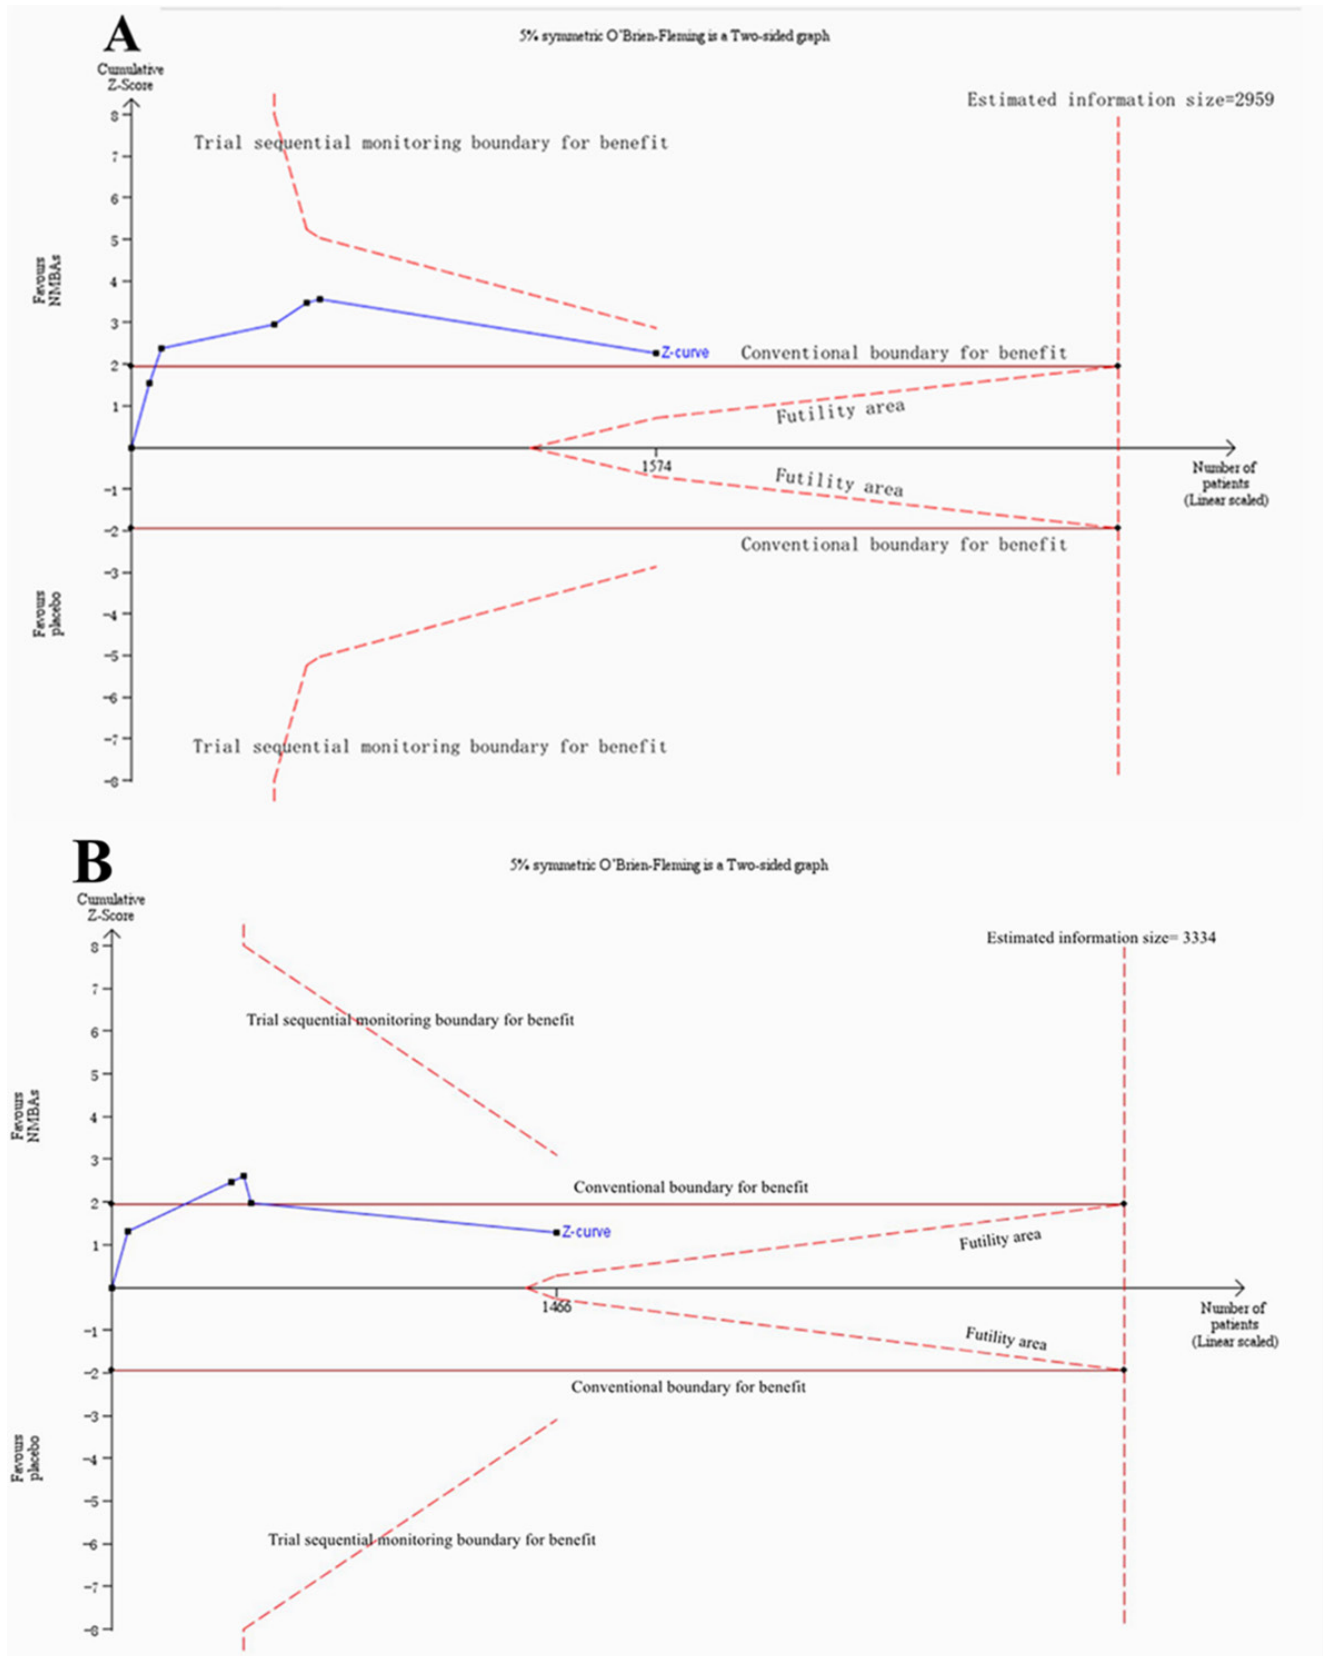 A
5% symmetric O'Brien-Fleming is a Two-sided graph
Cumulative
Z-Score
Estimated information size=2959
8
Trial sequential monitoring boundary for benefit
7
6
5
Favours
NMBAs
4
3
Z-curve
Conventional boundary for benefit
2
1
Futility area
1574
Number of
patients
(Linear scaled)
Futility area
-1
-2
Conventional boundary for benefit
-3
Favours
placebo
-4
-5
-6
-7
Trial sequential monitoring boundary for benefit
-8
B
5% symmetric O'Brien-Fleming is a Two-sided graph
Cumulative
Z-Score
Estimated information size= 3334
8
7
Trial sequential monitoring boundary for benefit
6
5
Favours
NMBAs
4
3
Conventional boundary for benefit
2
Z-curve
Futility area
1
1466
Number of
patients
(Linear scaled)
Futility area
-1
-2
Conventional boundary for benefit
-3
Favours
placebo
-4
-5
Trial sequential monitoring boundary for benefit
-6
-7
-8